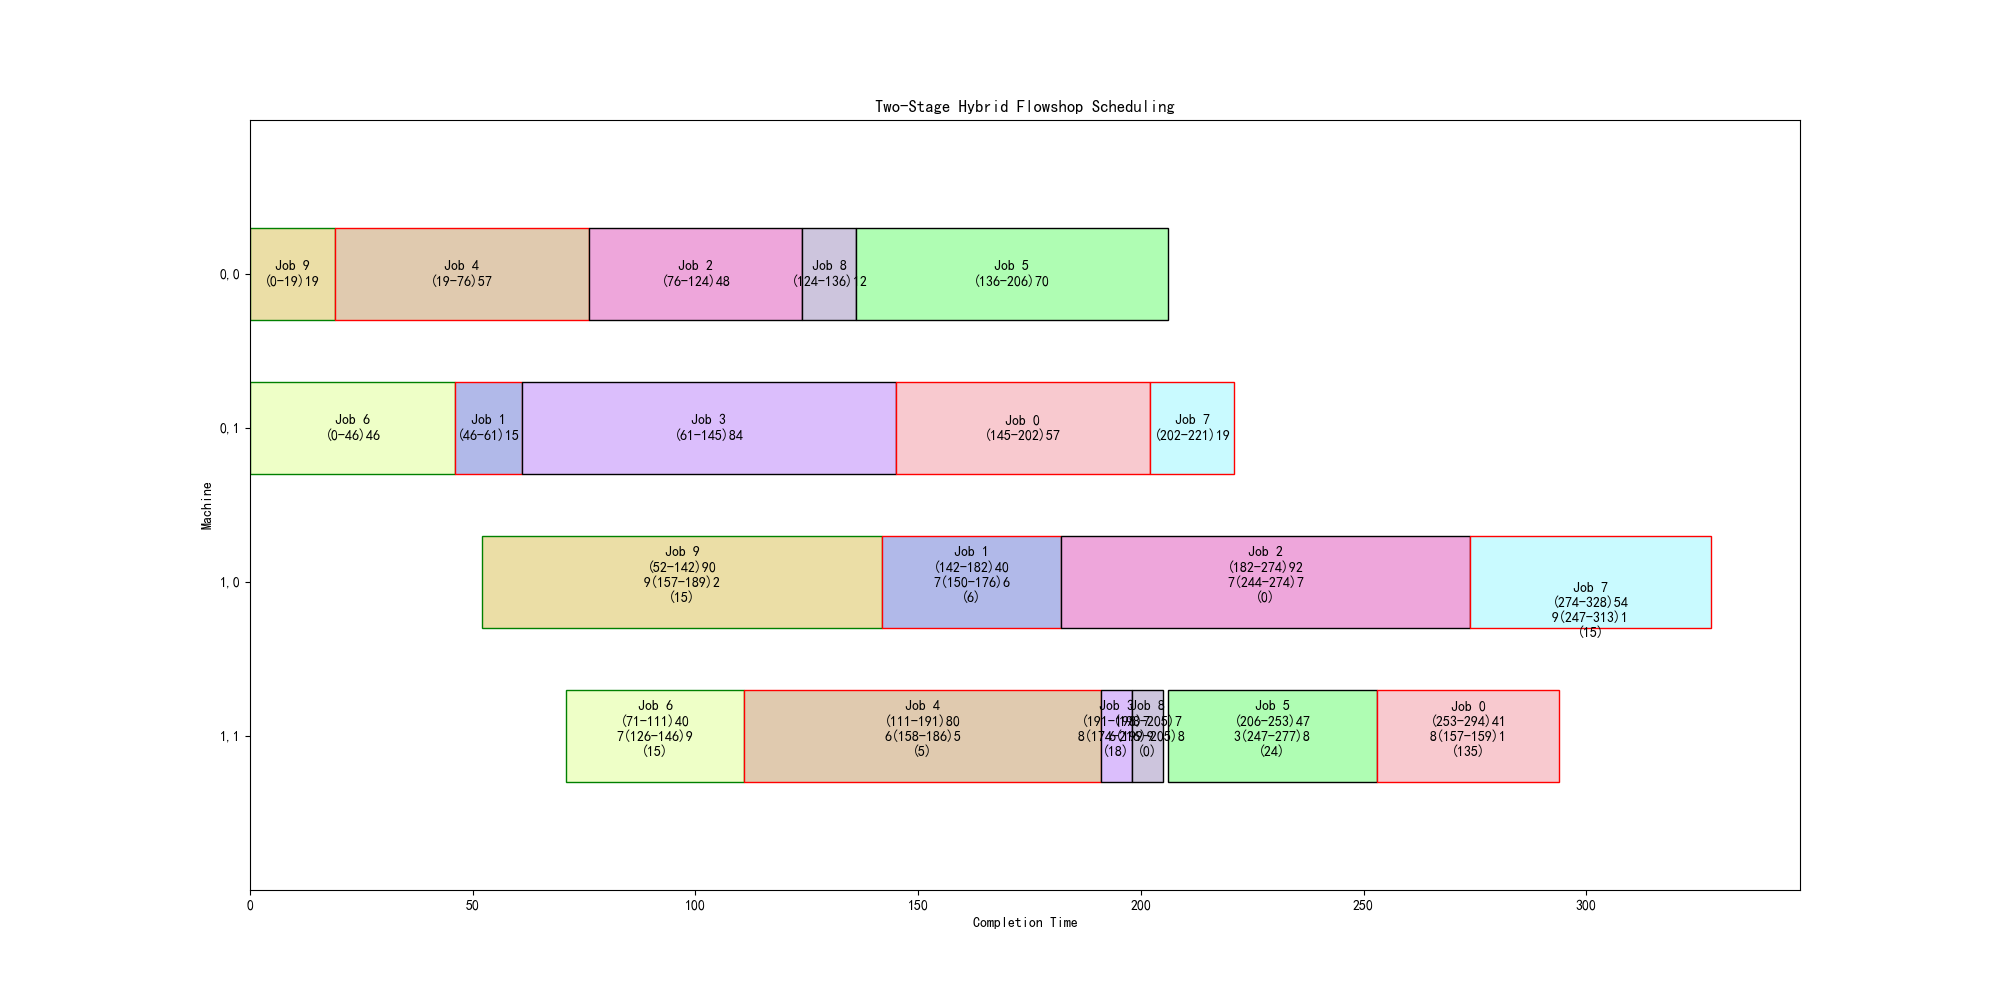 Two-Stage Hybrid Flowshop Scheduling
0,0
Job 9
(0-19)19
Job 4
(19-76)57
Job 2
(76-124)48
Job 8
(124-136)12
Job 5
(136-206)70
0,1
Job 6
(0-46)46
Job 1
(46-61)15
Job 3
(61-145)84
Job 0
(145-202)57
Job 7
(202-221)19
Machine
1,0
Job 9
(52-142)90
9(157-189)2
(15)
Job 1
(142-182)40
7(150-176)6
(6)
Job 2
(182-274)92
7(244-274)7
(0)
Job 7
(274-328)54
9(247-313)1
(15)
1,1
Job 6
(71-111)40
7(126-146)9
(15)
Job 4
(111-191)80
6(158-186)5
(5)
Job 3
(191-198)7
(18)
Job 8
(198-205)7
(0)
Job 5
(206-253)47
3(247-277)8
(24)
Job 0
(253-294)41
8(157-159)1
(135)
0
50
100
150
200
250
300
Completion Time